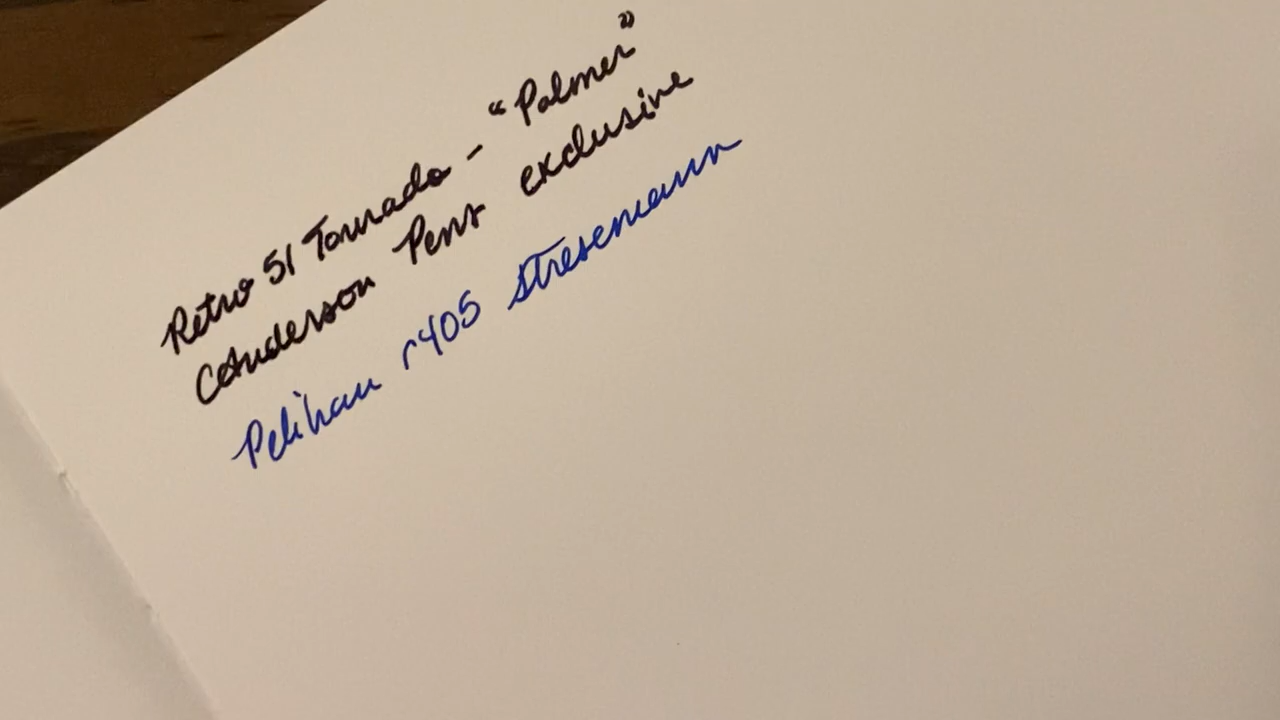 Retro 51 Tornado - "Palmer"
Anderson Pens exclusive
Pelikan r405 Stresemann